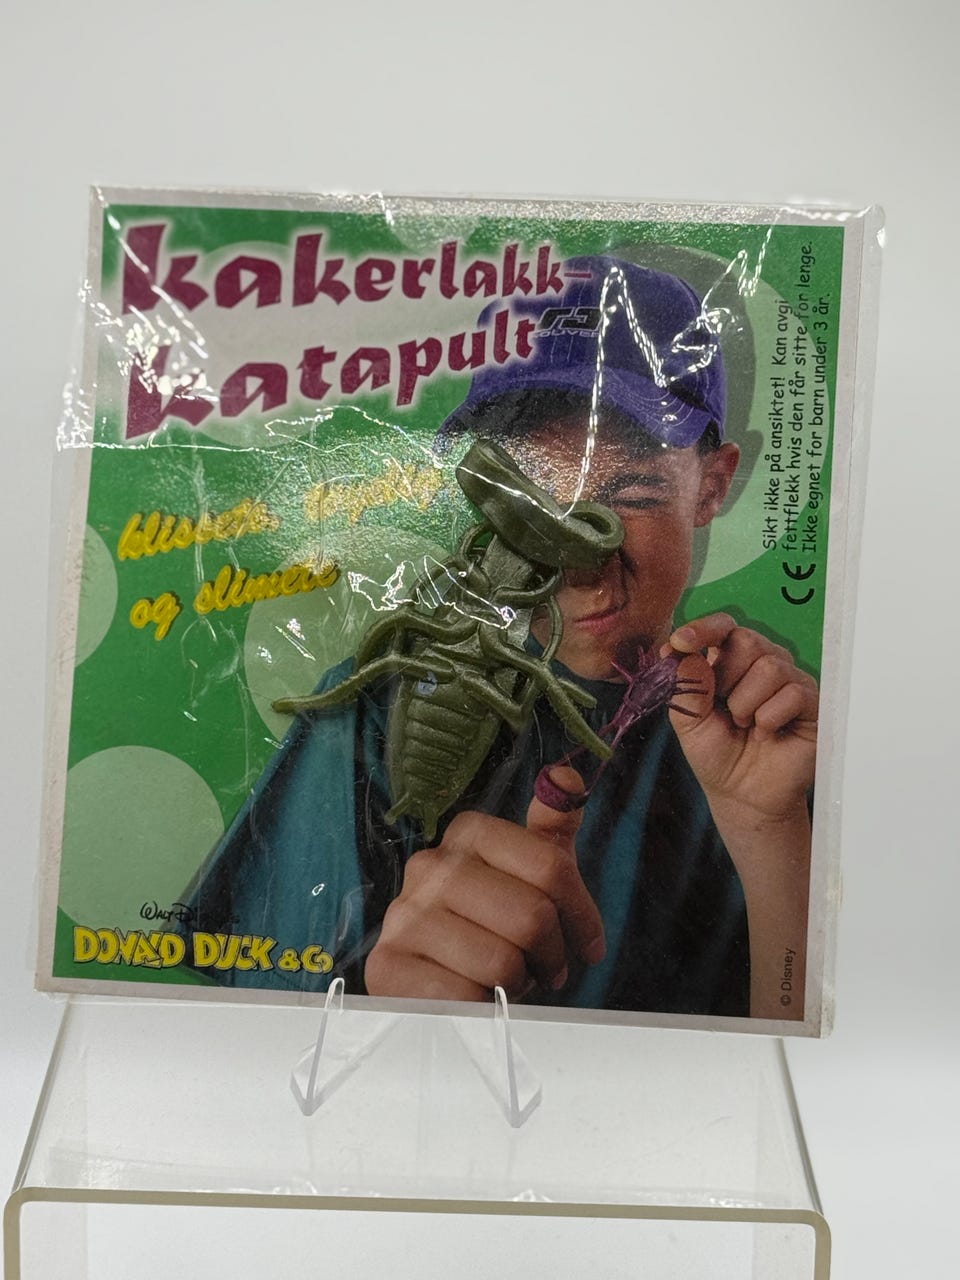 kakerlakk-
katapult
og slimete
Sikt ikke på ansiktet! Kan avgi
fettflekk hvis den får sitte for lenge.
Ikke egnet for barn under 3 år.
CE
WALT DISNEYS
DONALD DUCK & Co
© Disney